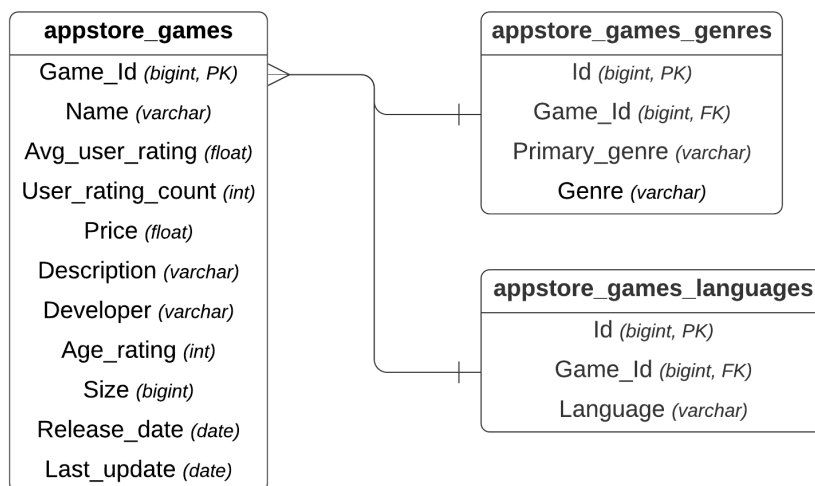 appstore_games
Game_Id (bigint, PK)
Name (varchar)
Avg_user_rating (float)
User_rating_count (int)
Price (float)
Description (varchar)
Developer (varchar)
Age_rating (int)
Size (bigint)
Release_date (date)
Last_update (date)
appstore_games_genres
Id (bigint, PK)
Game_Id (bigint, FK)
Primary_genre (varchar)
Genre (varchar)
appstore_games_languages
Id (bigint, PK)
Game_Id (bigint, FK)
Language (varchar)